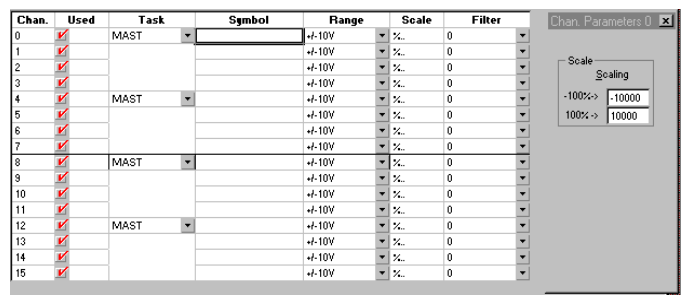 Chan. Used Task Symbol Range Scale Filter
0 MAST +/-10V %.. 0
1 +/-10V %.. 0
2 +/-10V %.. 0
3 +/-10V %.. 0
4 MAST +/-10V %.. 0
5 +/-10V %.. 0
6 +/-10V %.. 0
7 +/-10V %.. 0
8 MAST +/-10V %.. 0
9 +/-10V %.. 0
10 +/-10V %.. 0
11 +/-10V %.. 0
12 MAST +/-10V %.. 0
13 +/-10V %.. 0
14 +/-10V %.. 0
15 +/-10V %.. 0
Chan. Parameters 0
Scale
Scaling
-100%-> -10000
100% -> 10000